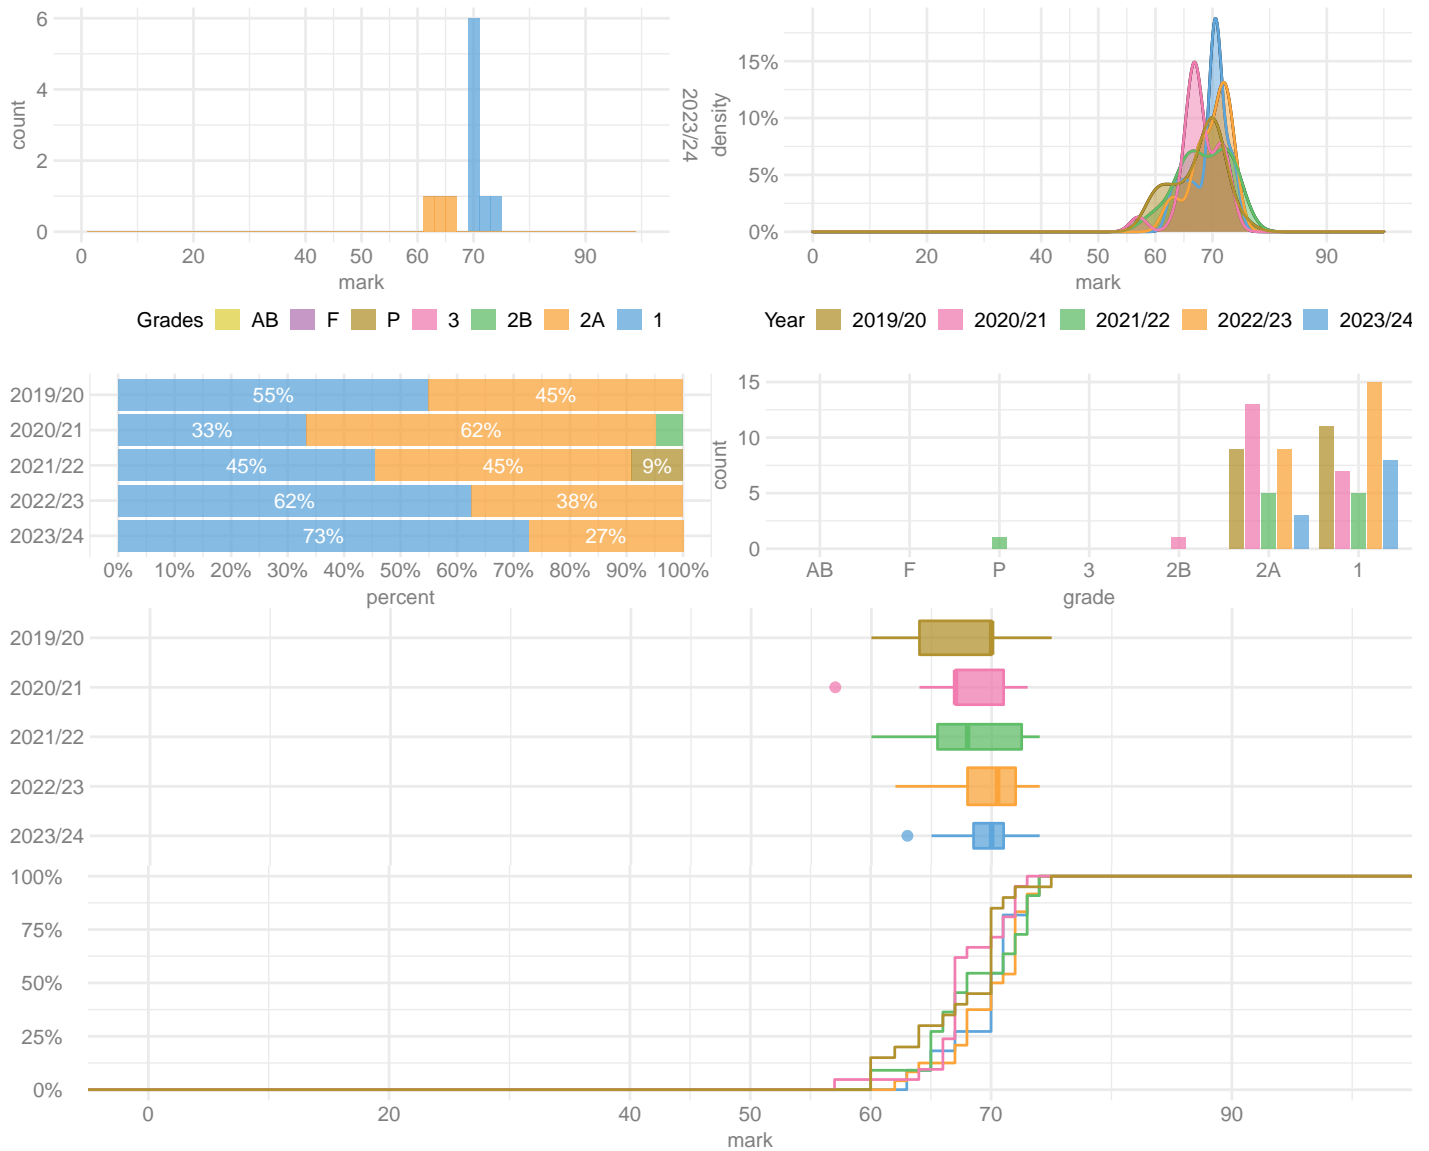 6
4
2
0
count
0 20 40 50 60 70 90
mark
2023/24
15%
10%
5%
0%
density
0 20 40 50 60 70 90
mark
Grades AB F P 3 2B 2A 1
Year 2019/20 2020/21 2021/22 2022/23 2023/24
2019/20 55% 45%
2020/21 33% 62%
2021/22 45% 45% 9%
2022/23 62% 38%
2023/24 73% 27%
0% 10% 20% 30% 40% 50% 60% 70% 80% 90% 100%
percent
15
10
5
0
count
AB F P 3 2B 2A 1
grade
2019/20
2020/21
2021/22
2022/23
2023/24
100%
75%
50%
25%
0%
0 20 40 50 60 70 90
mark